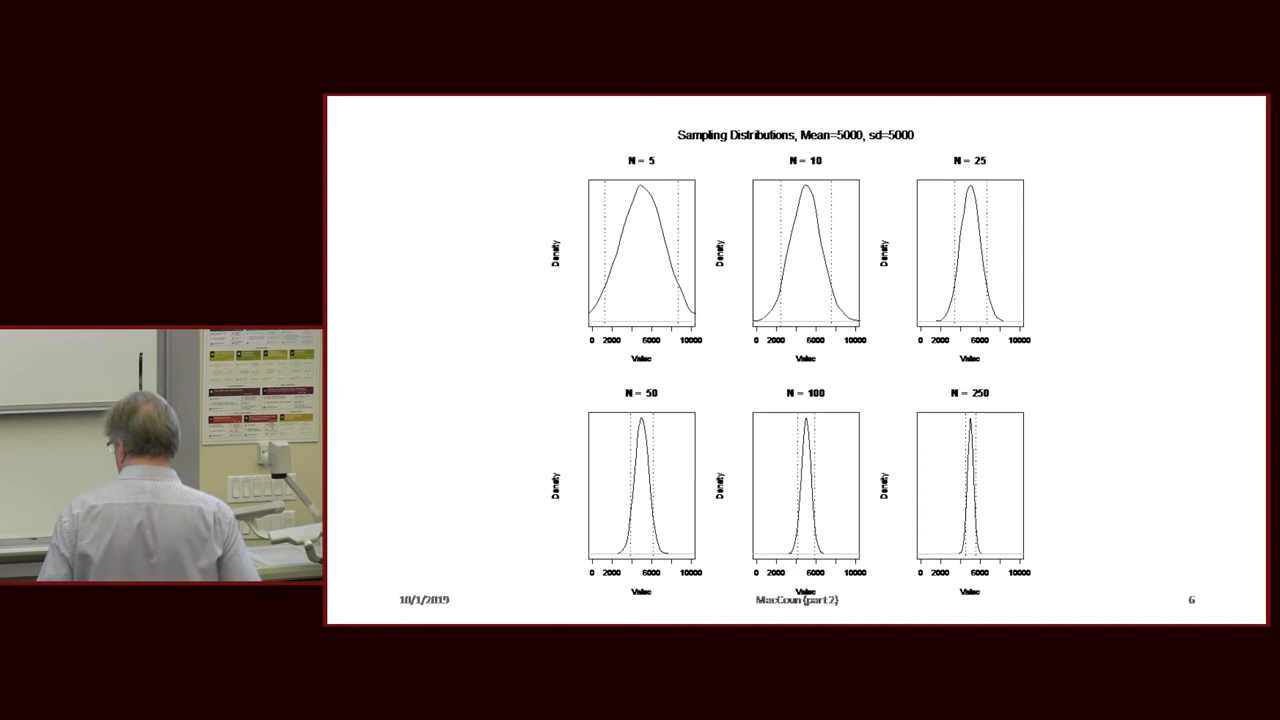 Sampling Distributions, Mean=5000, sd=5000
N = 5
N = 10
N = 25
Density
Density
Density
0 2000 6000 10000
0 2000 6000 10000
0 2000 6000 10000
Value
Value
Value
N = 50
N = 100
N = 250
Density
Density
Density
0 2000 6000 10000
0 2000 6000 10000
0 2000 6000 10000
Value
Value
Value
10/1/2019
MacCoun (part 2)
6